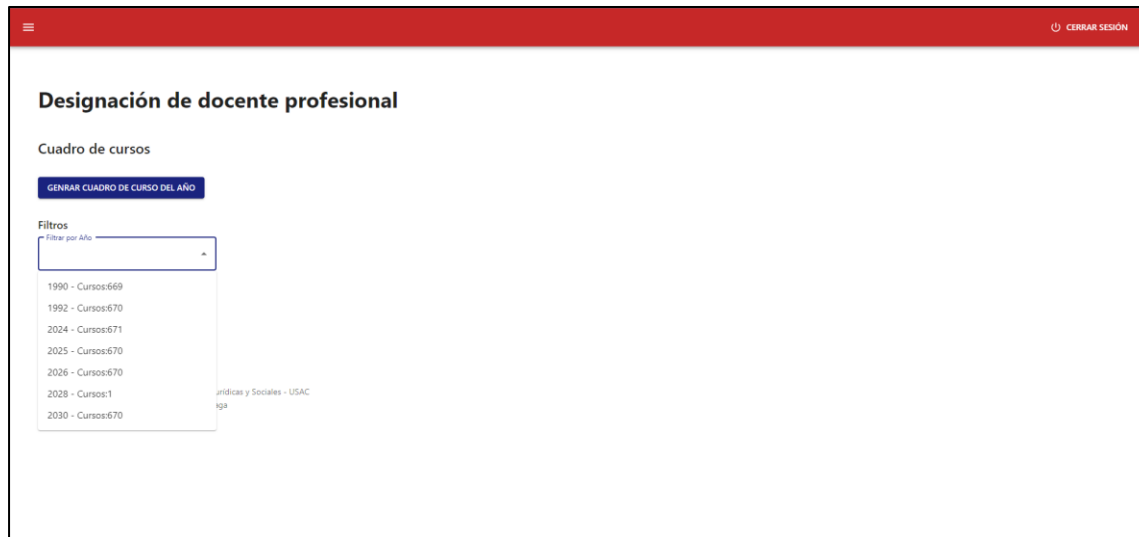 CERRAR SESIÓN
Designación de docente profesional
Cuadro de cursos
GENRAR CUADRO DE CURSO DEL AÑO
Filtros
Filtrar por Año
1990 - Cursos:669
1992 - Cursos:670
2024 - Cursos:671
2025 - Cursos:670
2026 - Cursos:670
2028 - Cursos:1
urídicas y Sociales - USAC
2030 - Cursos:670